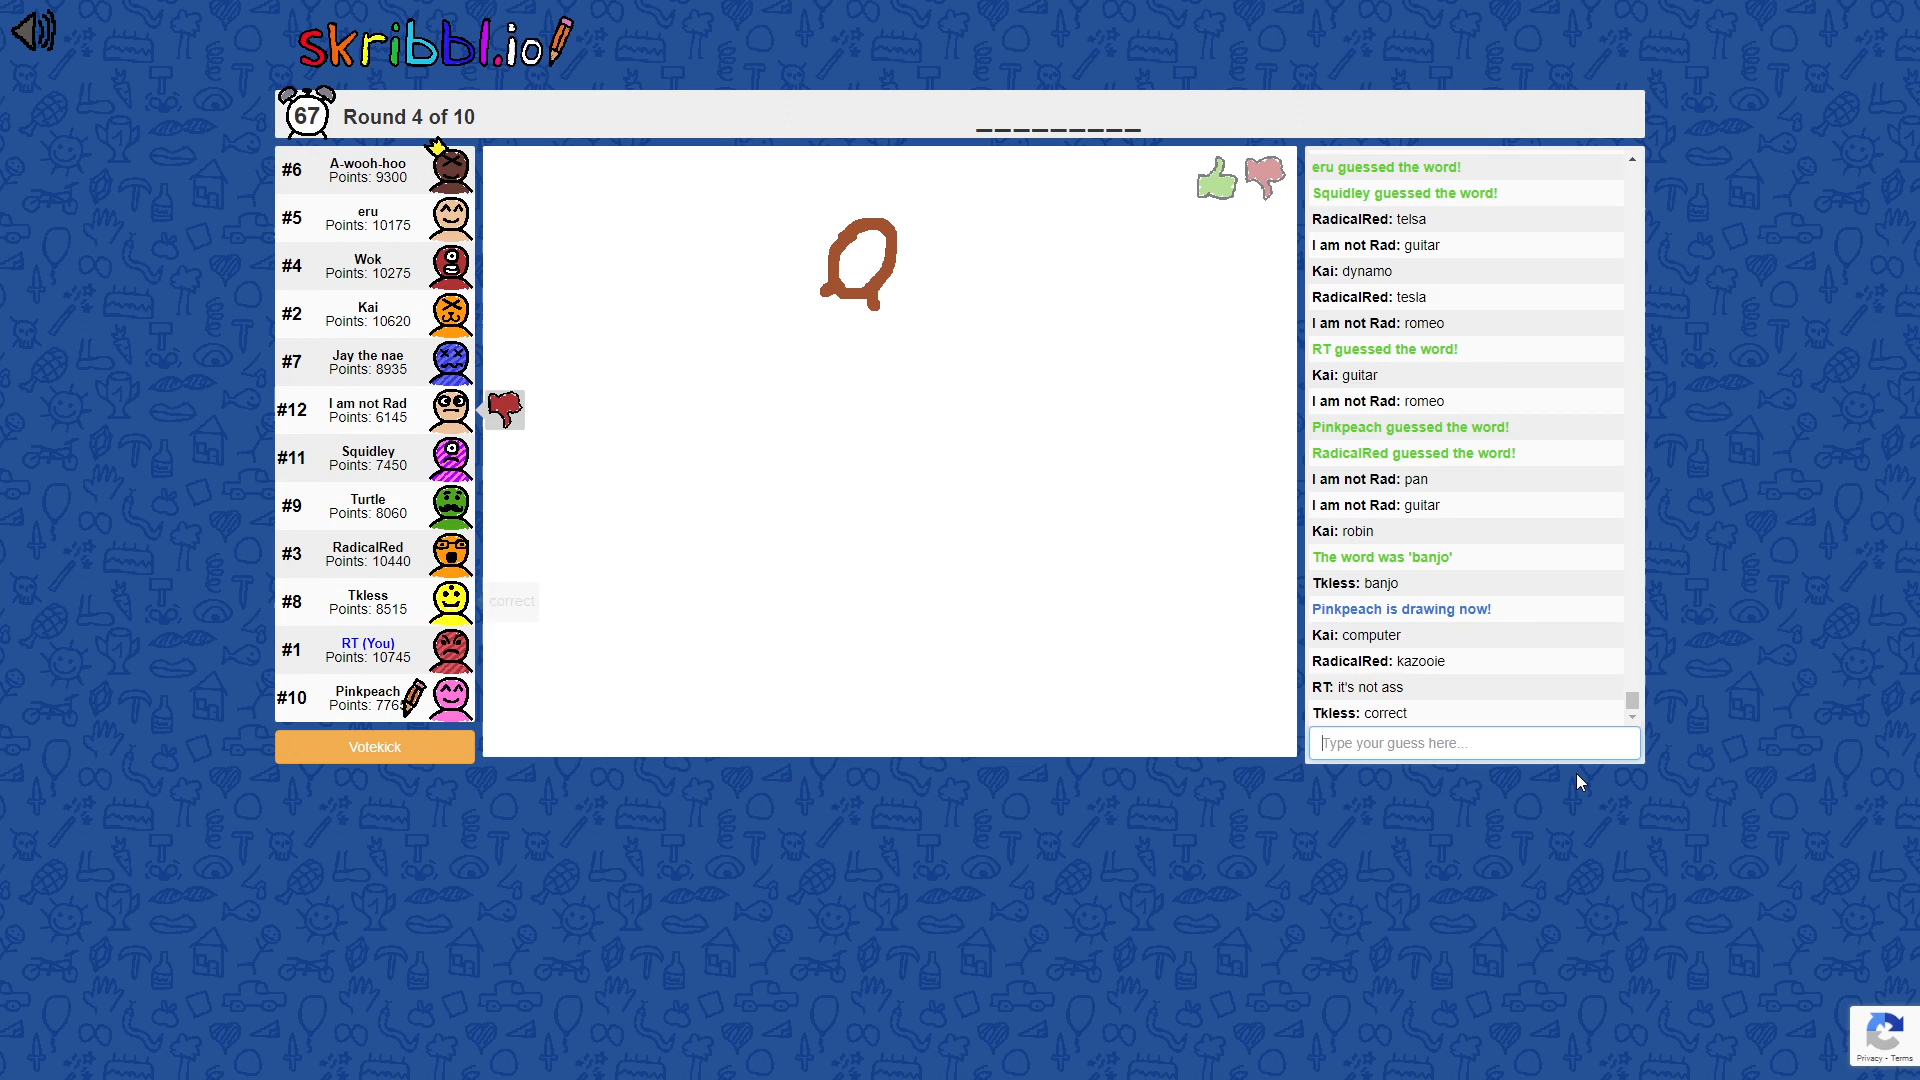 skribbl.io
67
Round 4 of 10
_________
#6
A-wooh-hoo
Points: 9300
#5
eru
Points: 10175
#4
Wok
Points: 10275
#2
Kai
Points: 10620
#7
Jay the nae
Points: 8935
#12
I am not Rad
Points: 6145
#11
Squidley
Points: 7450
#9
Turtle
Points: 8060
#3
RadicalRed
Points: 10440
#8
Tkless
Points: 8515
#1
RT (You)
Points: 10745
#10
Pinkpeach
Points: 7765
Votekick
correct
eru guessed the word!
Squidley guessed the word!
RadicalRed: telsa
I am not Rad: guitar
Kai: dynamo
RadicalRed: tesla
I am not Rad: romeo
RT guessed the word!
Kai: guitar
I am not Rad: romeo
Pinkpeach guessed the word!
RadicalRed guessed the word!
I am not Rad: pan
I am not Rad: guitar
Kai: robin
The word was 'banjo'
Tkless: banjo
Pinkpeach is drawing now!
Kai: computer
RadicalRed: kazooie
RT: it's not ass
Tkless: correct
Type your guess here...
Privacy - Terms